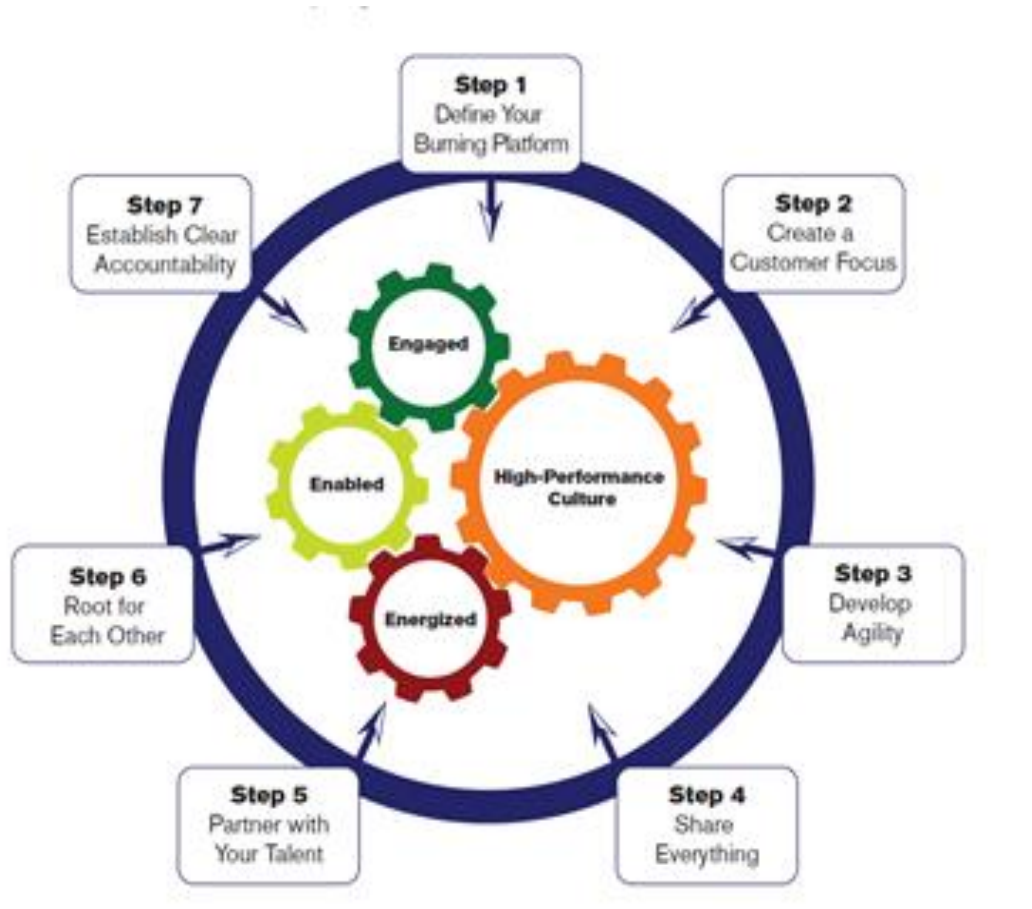 Step 1
Define Your
Burning Platform
Step 7
Establish Clear
Accountability
Step 2
Create a
Customer Focus
Engaged
Enabled
High-Performance
Culture
Energized
Step 6
Root for
Each Other
Step 3
Develop
Agility
Step 5
Partner with
Your Talent
Step 4
Share
Everything